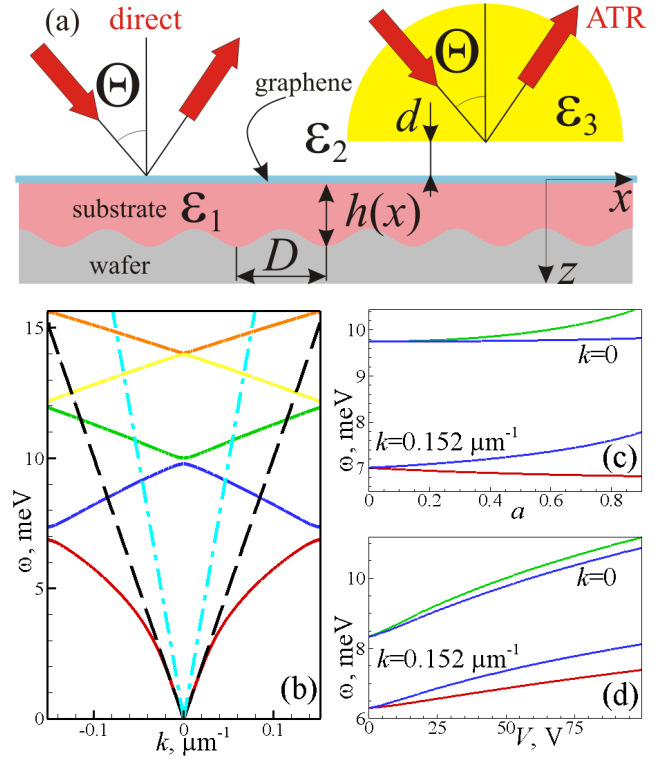 (a) direct ATR
Θ Θ
graphene
ε₂ d ε₃
substrate ε₁ h(x) x
wafer D z
15
10
5
0
ω, meV
-0.1 0 0.1
k, μm⁻¹
(b)
10
9
8
7
ω, meV
k=0
k=0.152 μm⁻¹
(c)
0 0.2 0.4 0.6 0.8
a
10
8
6
ω, meV
k=0
k=0.152 μm⁻¹
(d)
0 25 50 75
V, V